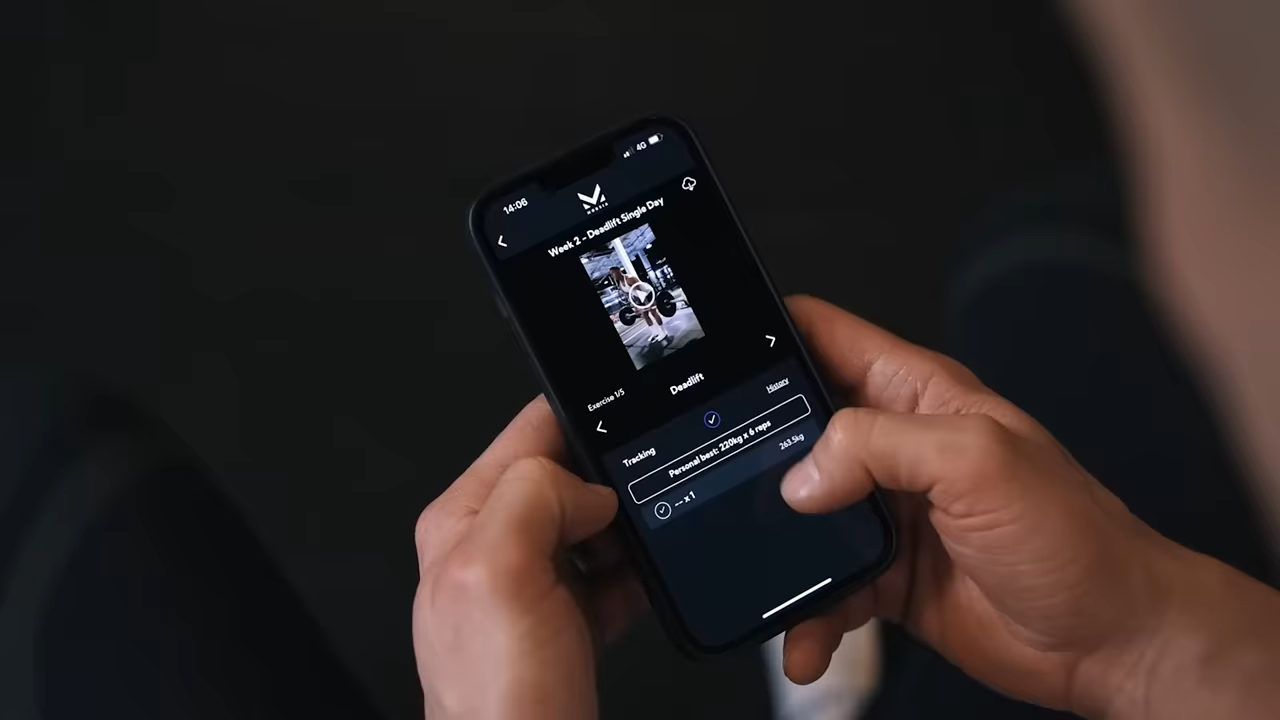 14:06
4G
Week 2 - Deadlift Single Day
Exercise 1/5
Deadlift
History
Tracking
Personal best: 220kg x 6 reps
-- x 1
263.5kg